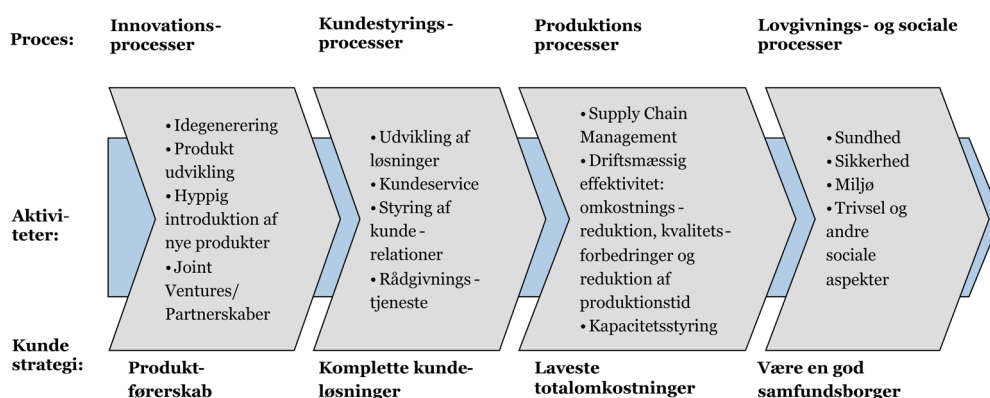 Proces:
Innovations-
processer
Kundestyrings-
processer
Produktions
processer
Lovgivnings- og sociale
processer
Aktivi-
teter:
• Idegenerering
• Produkt
udvikling
• Hyppig
introduktion af
nye produkter
• Joint
Ventures/
Partnerskaber
• Udvikling af
løsninger
• Kundeservice
• Styring af
kunde-
relationer
• Rådgivnings-
tjeneste
• Supply Chain
Management
• Driftsmæssig
effektivitet:
omkostnings-
reduktion, kvalitets-
forbedringer og
reduktion af
produktionstid
• Kapacitetsstyring
• Sundhed
• Sikkerhed
• Miljø
• Trivsel og
andre
sociale
aspekter
Kunde
strategi:
Produkt-
førerskab
Komplette kunde-
løsninger
Laveste
totalomkostninger
Være en god
samfundsborger